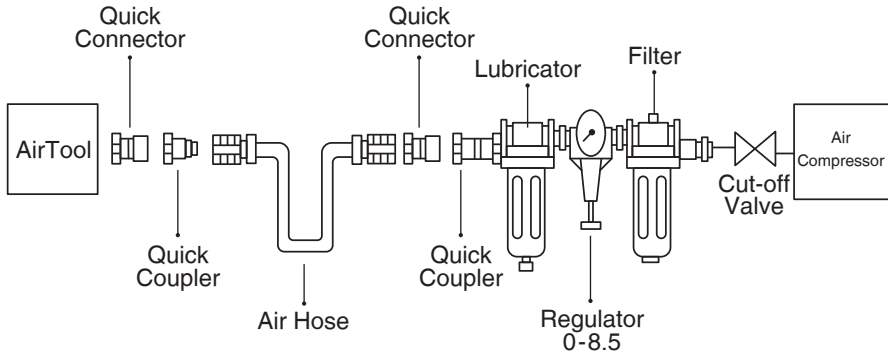 Quick
Connector
Quick
Connector
Lubricator
Filter
AirTool
Air
Compressor
Cut-off
Valve
Quick
Coupler
Air Hose
Quick
Coupler
Regulator
0-8.5